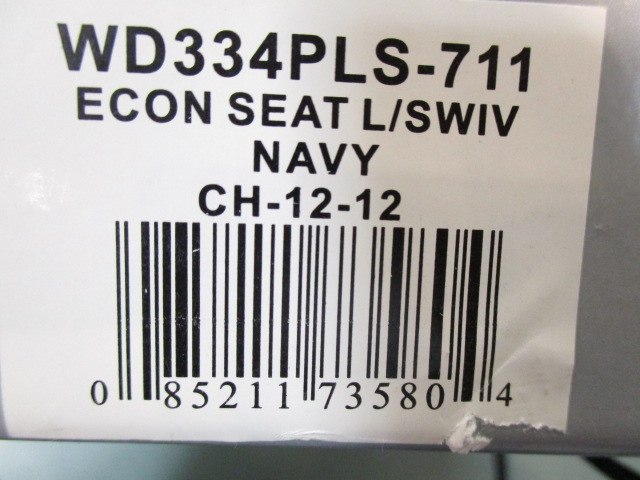 WD334PLS-711
ECON SEAT L/SWIV
NAVY
CH-12-12
0 85211 73580 4